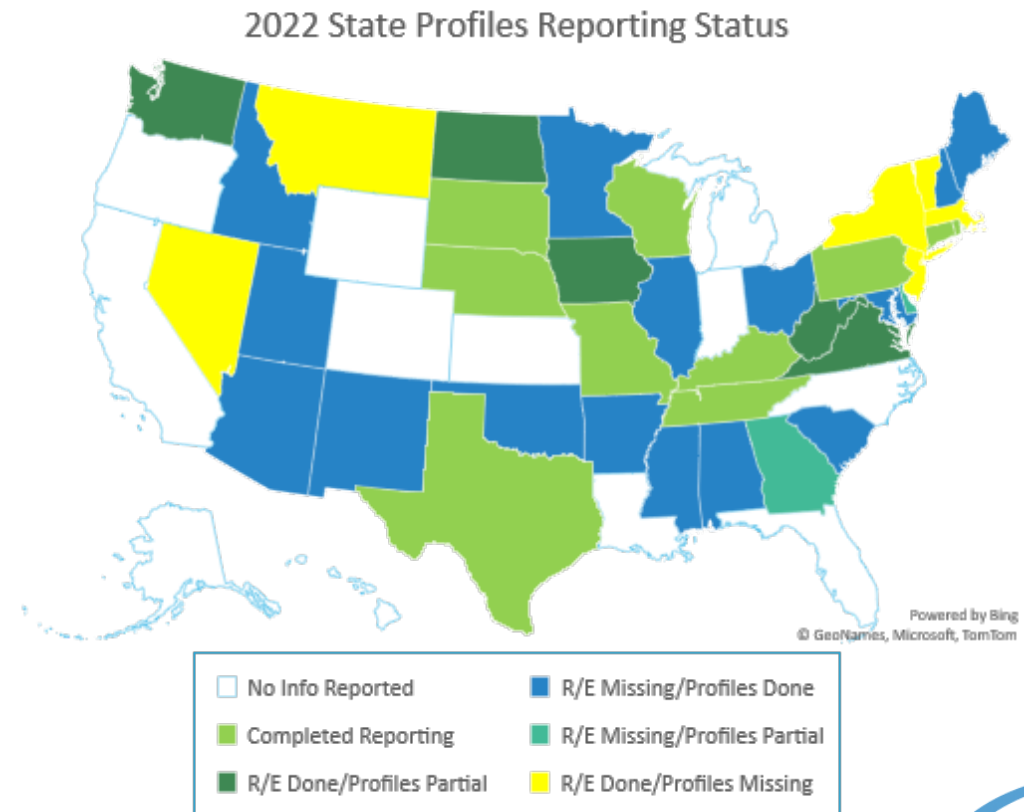 2022 State Profiles Reporting Status
Powered by Bing
© GeoNames, Microsoft, TomTom
No Info Reported
R/E Missing/Profiles Done
Completed Reporting
R/E Missing/Profiles Partial
R/E Done/Profiles Partial
R/E Done/Profiles Missing